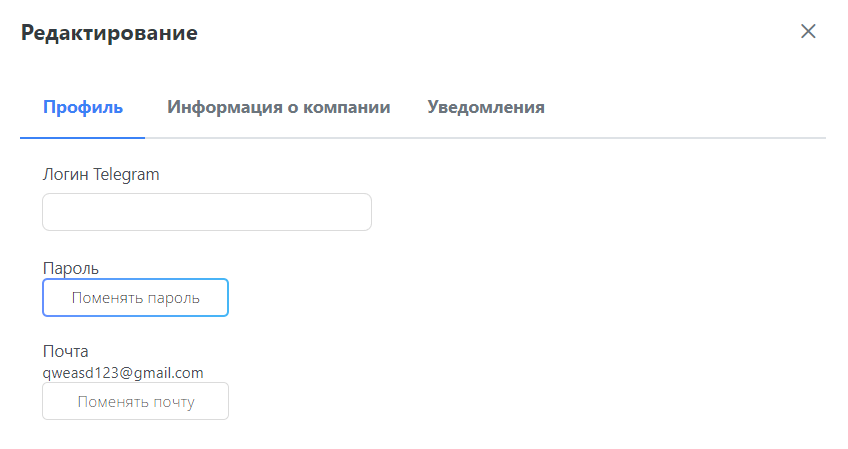 Редактирование
Профиль Информация о компании Уведомления
Логин Telegram
Пароль
Поменять пароль
Почта
qweasd123@gmail.com
Поменять почту